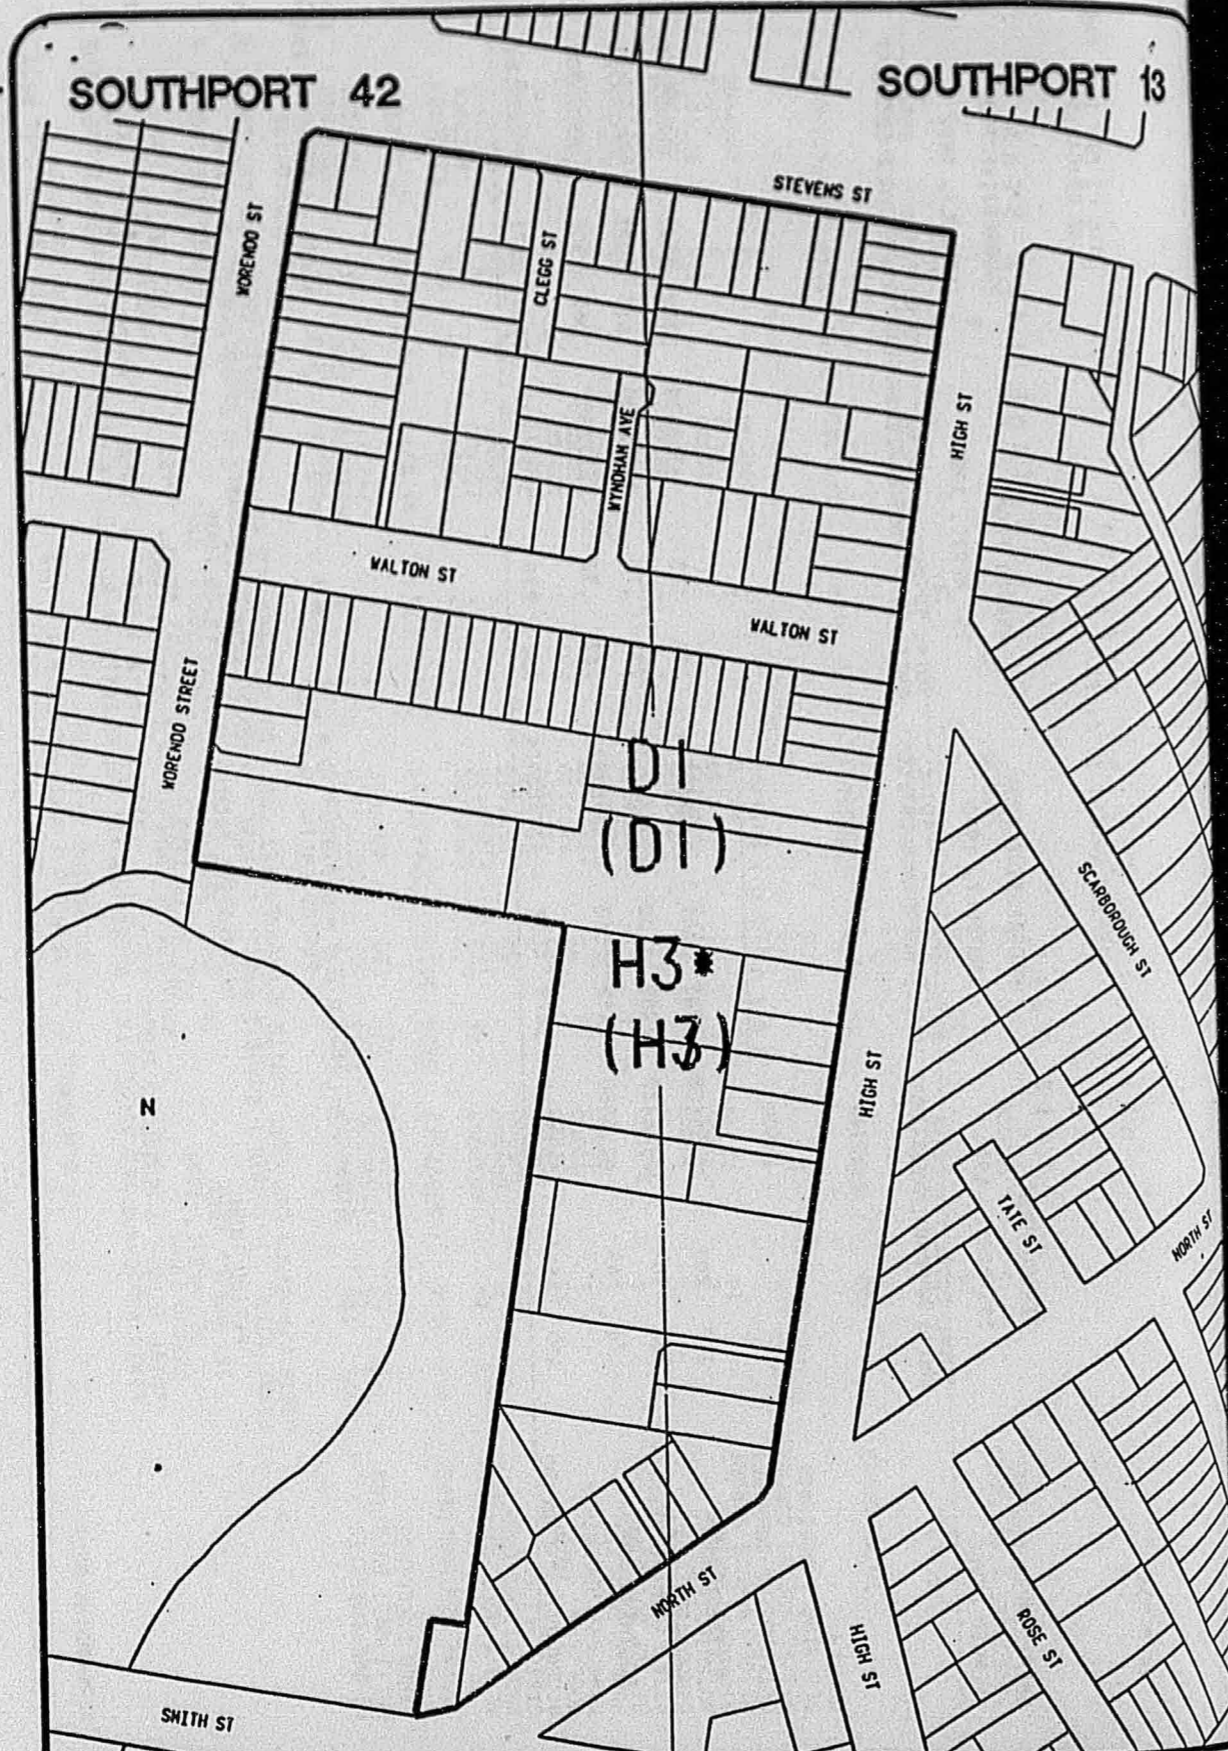 SOUTHPORT 42
SOUTHPORT 13
STEVENS ST
WORENDO ST
CLEGG ST
HIGH ST
WYNDHAM AVE
WALTON ST
WALTON ST
WORENDO STREET
D1
(D1)
SCARBOROUGH ST
H3*
(H3)
HIGH ST
N
TATE ST
NORTH ST
NORTH ST
HIGH ST
ROSE ST
SMITH ST